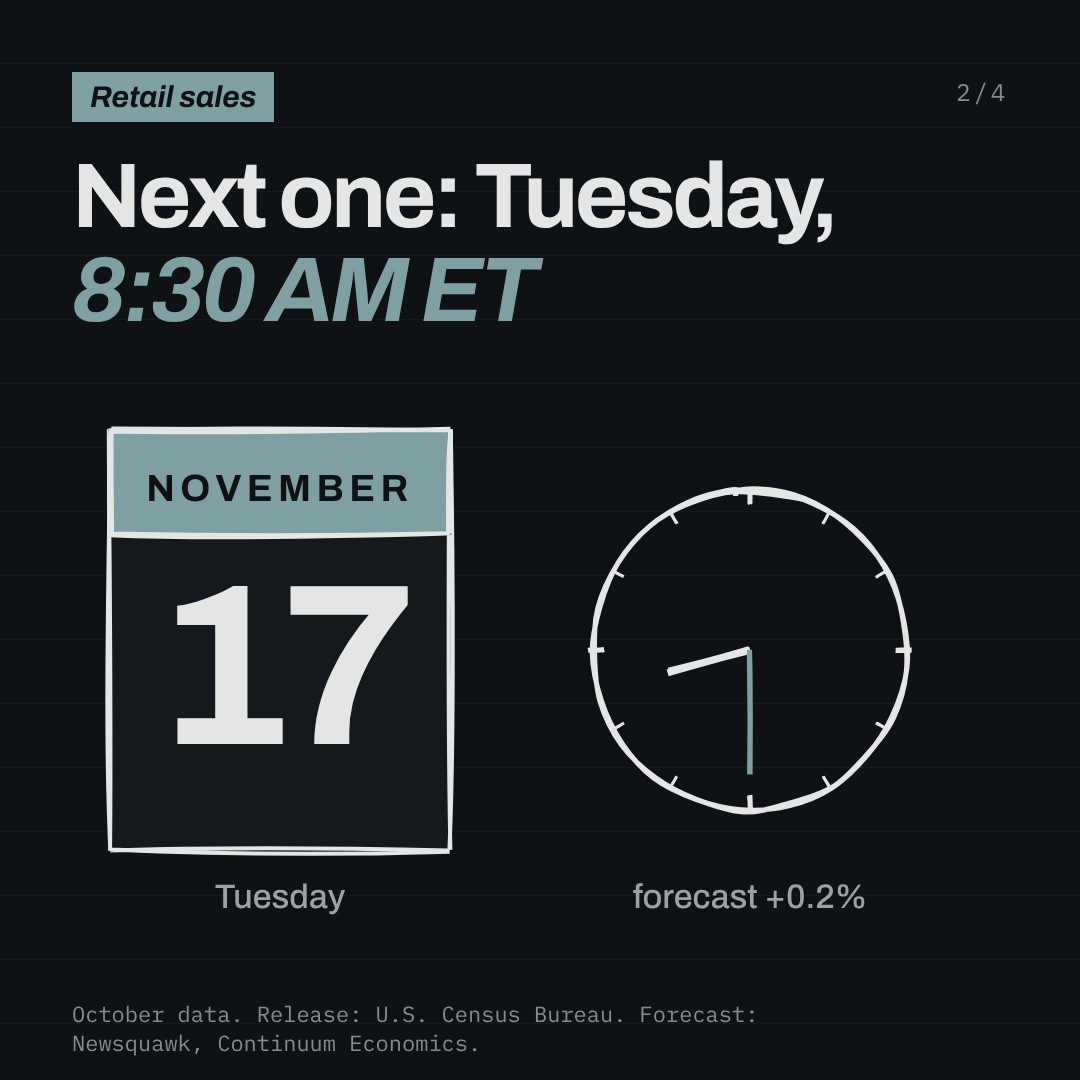 Retail sales
2 / 4
Next one: Tuesday,
8:30 AM ET
NOVEMBER
17
Tuesday
forecast +0.2%
October data. Release: U.S. Census Bureau. Forecast:
Newsquawk, Continuum Economics.